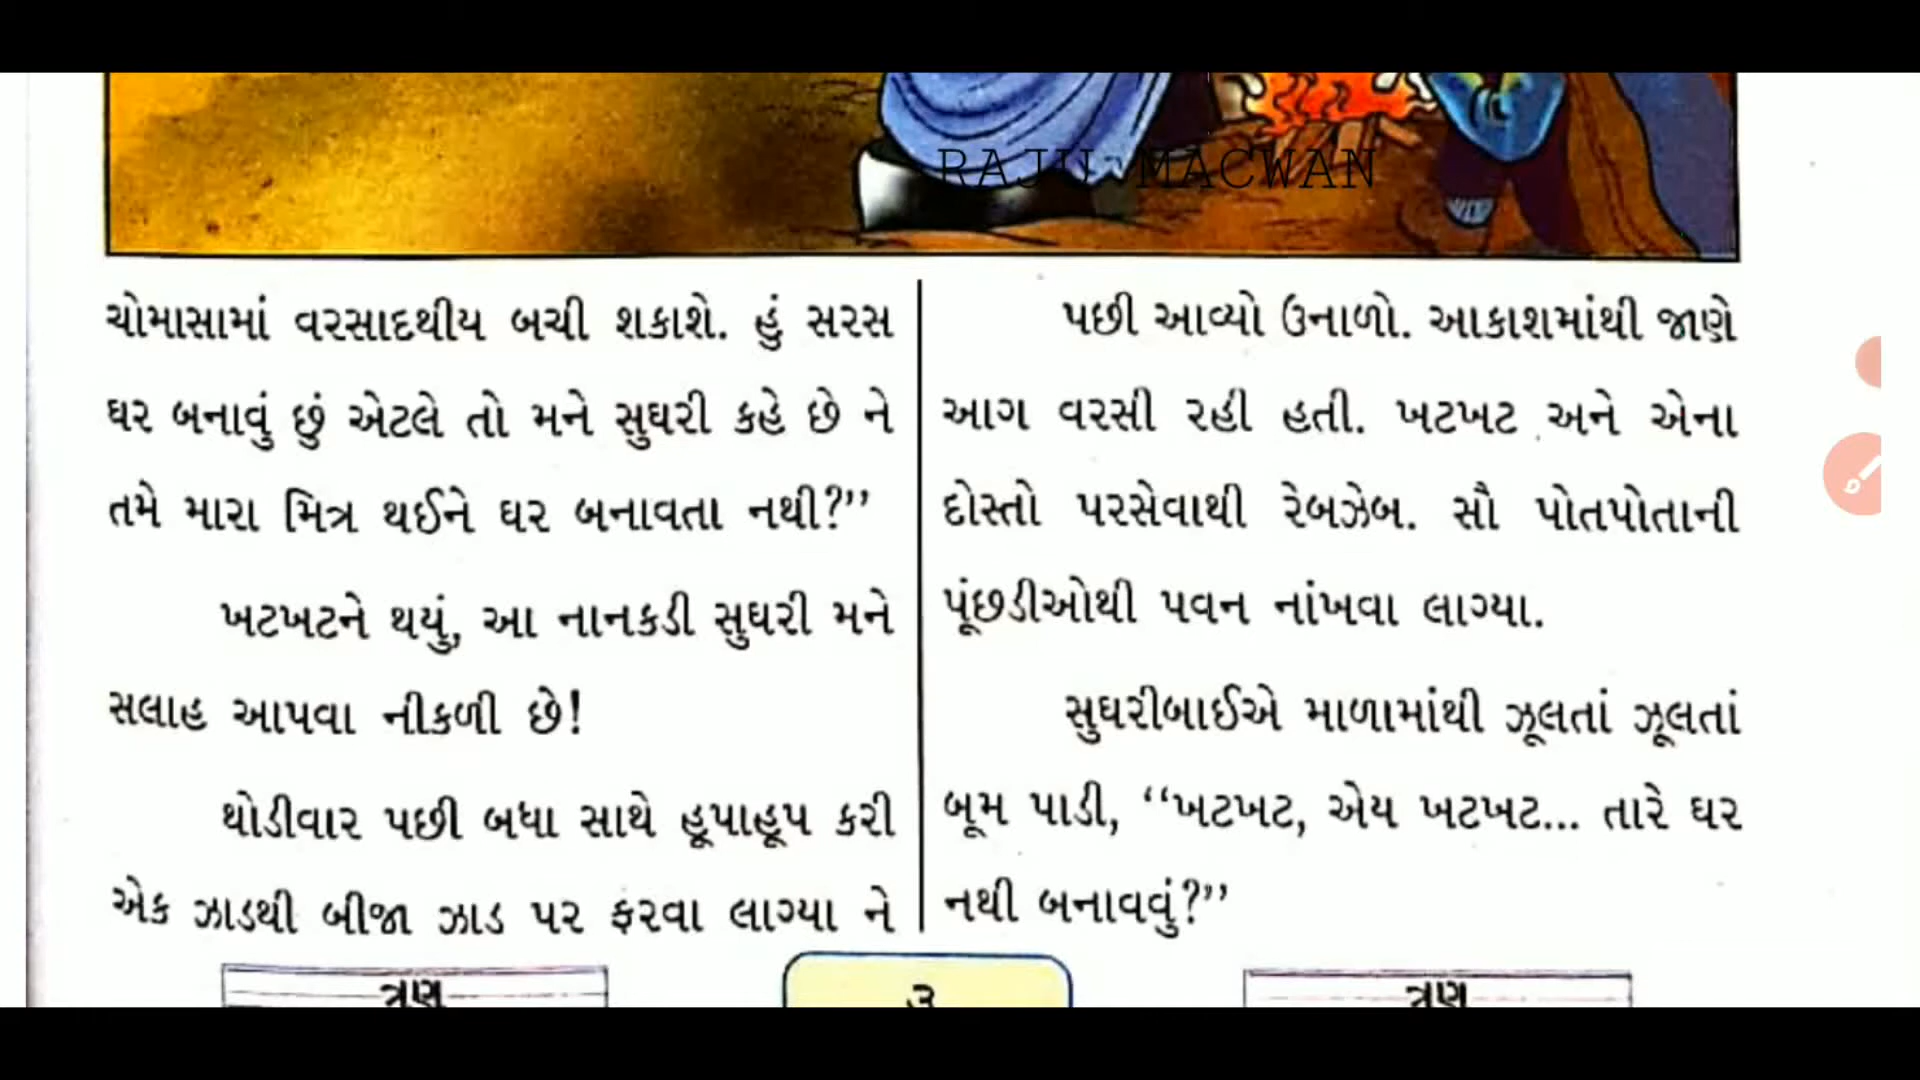 RAJU MACWAN
ચોમાસામાં વરસાદથીય બચી શકાશે. હું સરસ
ઘર બનાવું છું એટલે તો મને સુઘરી કહે છે ને
તમે મારા મિત્ર થઈને ઘર બનાવતા નથી?”
ખટખટને થયું, આ નાનકડી સુઘરી મને
સલાહ આપવા નીકળી છે!
થોડીવાર પછી બધા સાથે હૂપાહૂપ કરી
એક ઝાડથી બીજા ઝાડ પર ફરવા લાગ્યા ને
પછી આવ્યો ઉનાળો. આકાશમાંથી જાણે
આગ વરસી રહી હતી. ખટખટ અને એના
દોસ્તો પરસેવાથી રેબઝેબ. સૌ પોતપોતાની
પૂંછડીઓથી પવન નાંખવા લાગ્યા.
સુઘરીબાઈએ માળામાંથી ઝૂલતાં ઝૂલતાં
બૂમ પાડી, “ખટખટ, એય ખટખટ... તારે ઘર
નથી બનાવવું?”
ત્રણ
૩
ત્રણ